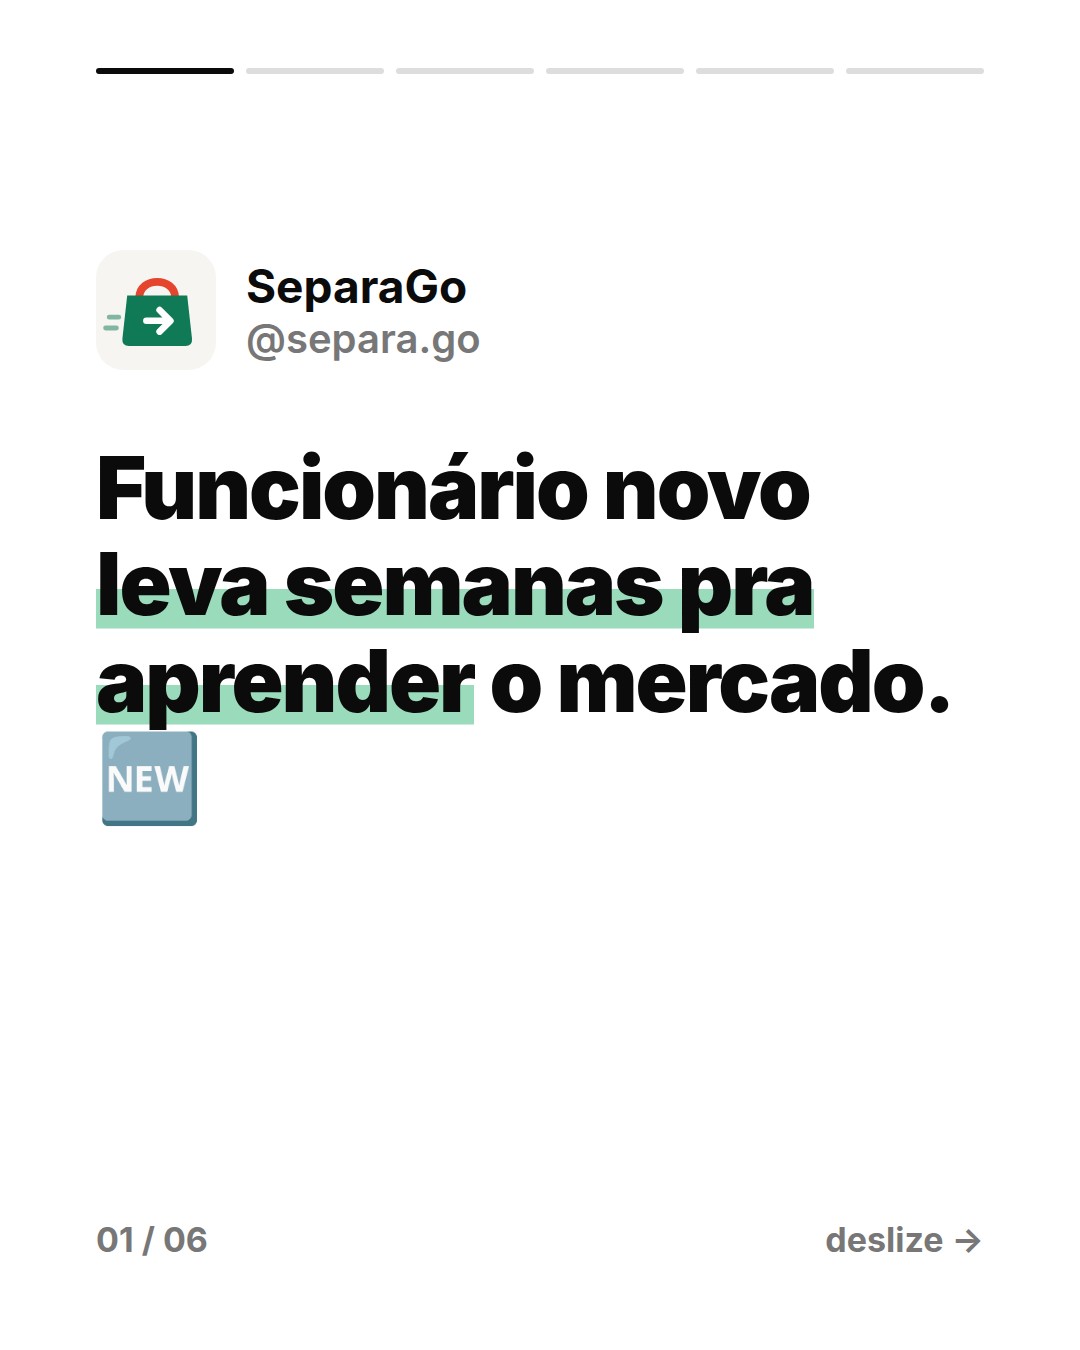 SeparaGo
@separa.go
Funcionário novo
leva semanas pra
aprender o mercado.
NEW
01 / 06
deslize →